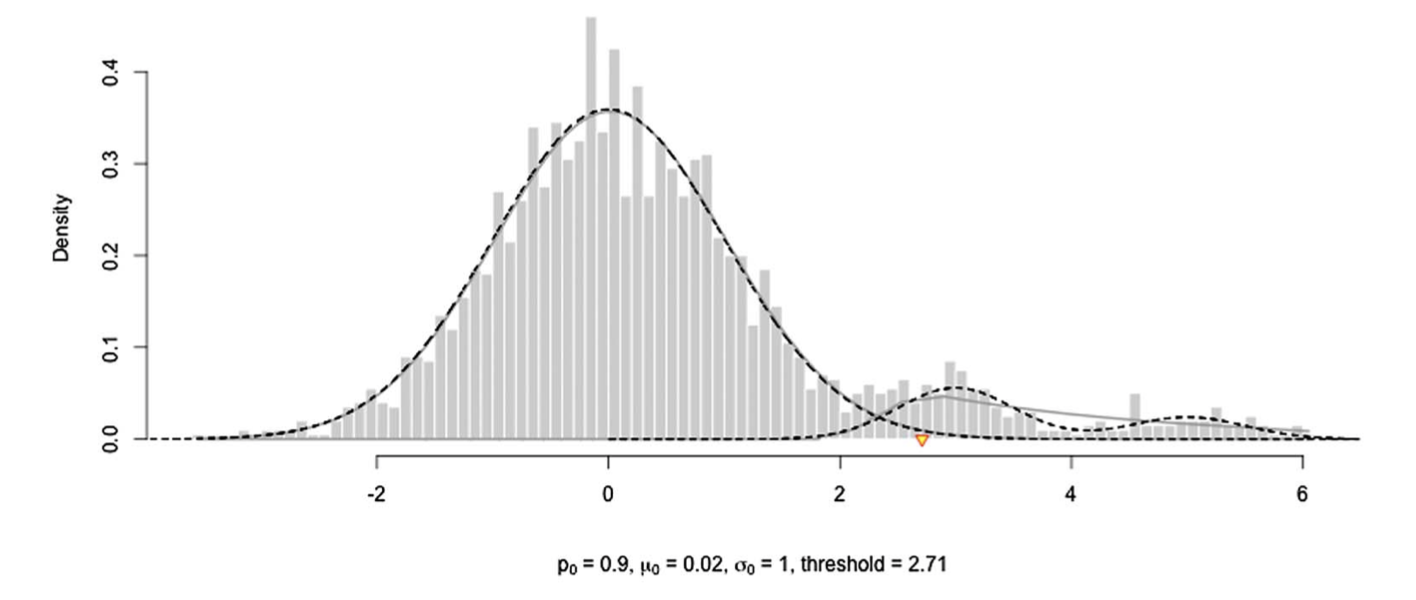 Density
0.4
0.3
0.2
0.1
0.0
-2 0 2 4 6
p₀ = 0.9, μ₀ = 0.02, σ₀ = 1, threshold = 2.71